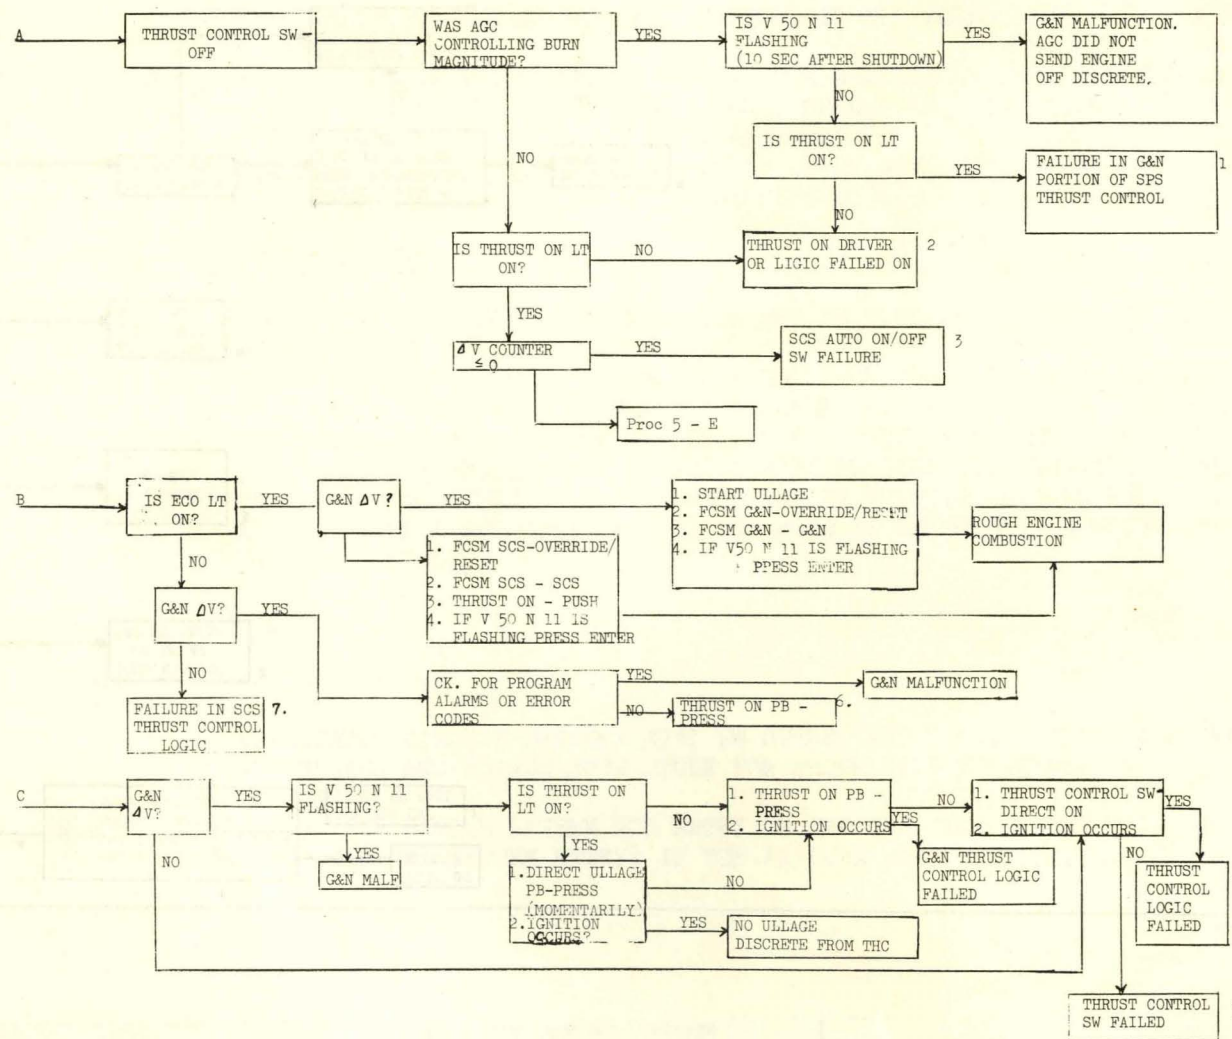 A
THRUST CONTROL SW -
OFF
WAS AGC
CONTROLLING BURN
MAGNITUDE?
YES
IS V 50 N 11
FLASHING
(10 SEC AFTER SHUTDOWN)
YES
G&N MALFUNCTION.
AGC DID NOT
SEND ENGINE
OFF DISCRETE.
NO
NO
IS THRUST ON LT
ON?
YES
FAILURE IN G&N
PORTION OF SPS
THRUST CONTROL
1
NO
IS THRUST ON LT
ON?
NO
THRUST ON DRIVER
OR LIGIC FAILED ON
2
YES
Δ V COUNTER
≤ 0
YES
SCS AUTO ON/OFF
SW FAILURE
3
Proc 5 - E
B
IS ECO LT
ON?
YES
G&N ΔV?
YES
1. START ULLAGE
2. FCSM G&N-OVERRIDE/RESET
3. FCSM G&N - G&N
4. IF V50 N 11 IS FLASHING
PRESS ENTER
ROUGH ENGINE
COMBUSTION
NO
1. FCSM SCS-OVERRIDE/
RESET
2. FCSM SCS - SCS
3. THRUST ON - PUSH
4. IF V 50 N 11 IS
FLASHING PRESS ENTER
G&N ΔV?
YES
NO
CK. FOR PROGRAM
ALARMS OR ERROR
CODES
YES
G&N MALFUNCTION
NO
THRUST ON PB -
PRESS
6.
FAILURE IN SCS
THRUST CONTROL
LOGIC
7.
C
G&N
ΔV?
YES
IS V 50 N 11
FLASHING?
IS THRUST ON
LT ON?
NO
1. THRUST ON PB -
PRESS
2. IGNITION OCCURS
NO
1. THRUST CONTROL SW-
DIRECT ON
2. IGNITION OCCURS
YES
NO
YES
G&N MALF
YES
1.DIRECT ULLAGE
PB-PRESS
(MOMENTARILY)
2.IGNITION
OCCURS?
NO
YES
NO ULLAGE
DISCRETE FROM THC
YES
G&N THRUST
CONTROL LOGIC
FAILED
NO
THRUST
CONTROL
LOGIC
FAILED
THRUST CONTROL
SW FAILED